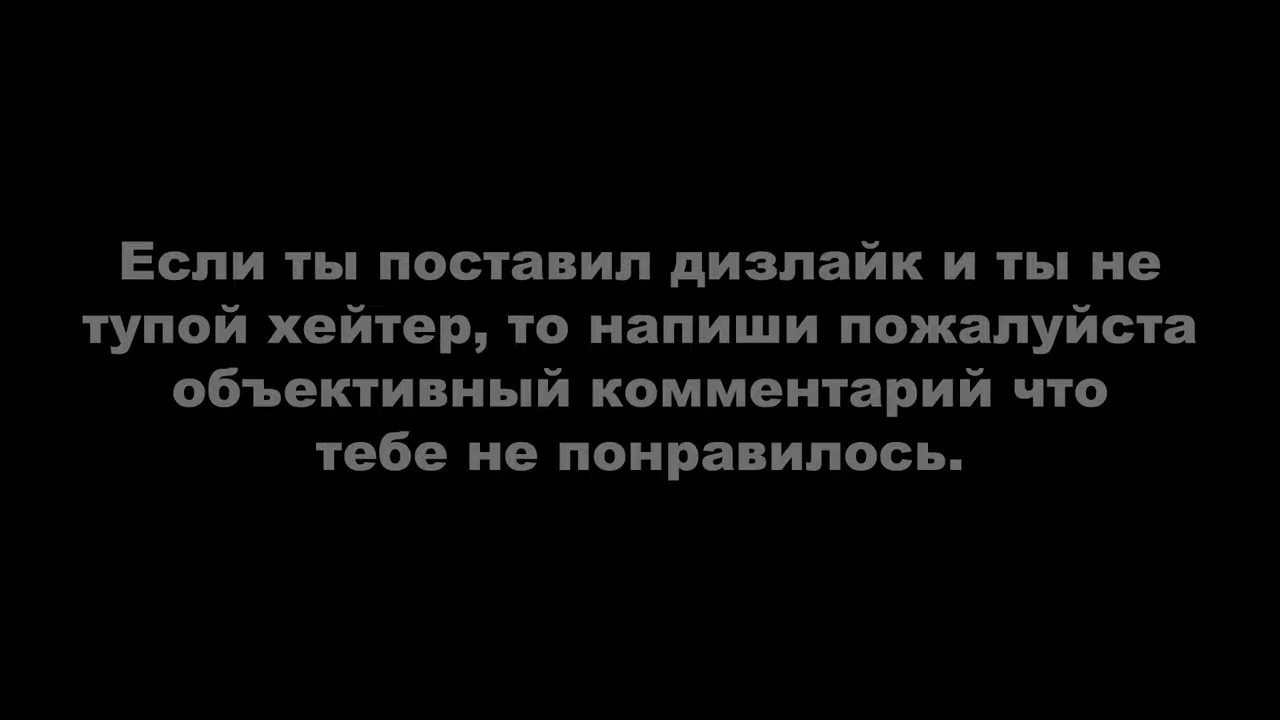 Если ты поставил дизлайк и ты не
тупой хейтер, то напиши пожалуйста
объективный комментарий что
тебе не понравилось.